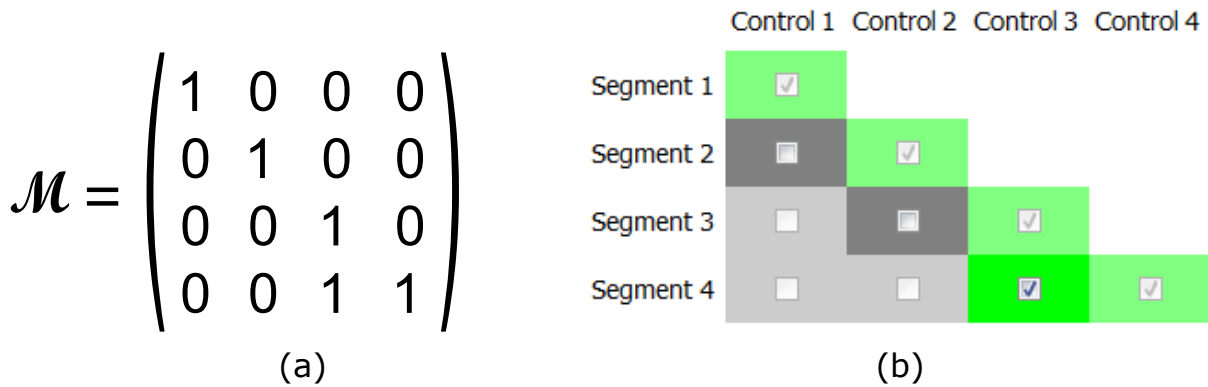 ℳ = 
1 0 0 0
0 1 0 0
0 0 1 0
0 0 1 1
(a)
Control 1 Control 2 Control 3 Control 4
Segment 1
Segment 2
Segment 3
Segment 4
(b)